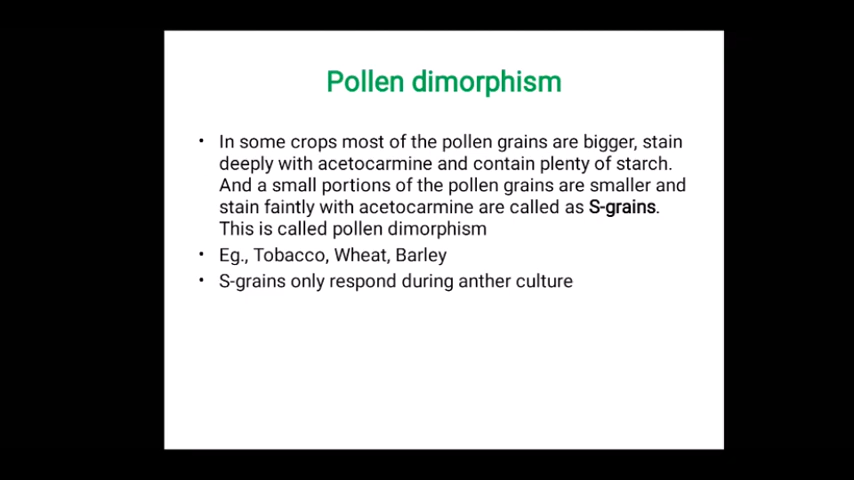 Pollen dimorphism
• In some crops most of the pollen grains are bigger, stain
deeply with acetocarmine and contain plenty of starch.
And a small portions of the pollen grains are smaller and
stain faintly with acetocarmine are called as S-grains.
This is called pollen dimorphism
• Eg., Tobacco, Wheat, Barley
• S-grains only respond during anther culture